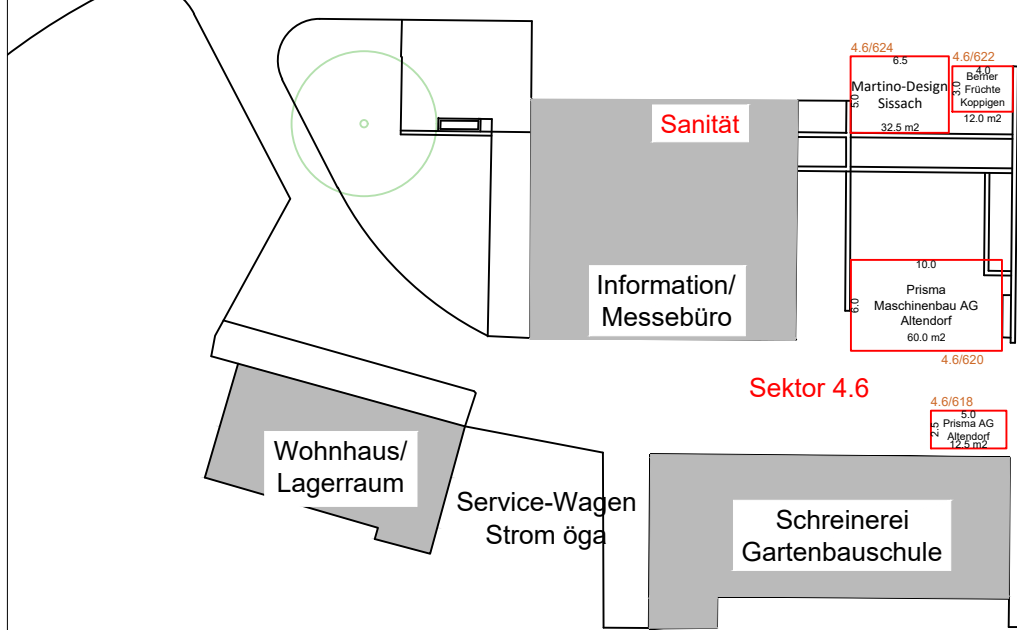 4.6/624
6.5
5.0
Martino-Design
Sissach
32.5 m2
4.6/622
4.0
3.0
Berner
Früchte
Koppigen
12.0 m2
Sanität
Information/
Messebüro
10.0
6.0
Prisma
Maschinenbau AG
Altendorf
60.0 m2
4.6/620
Sektor 4.6
4.6/618
5.0
2.5
Prisma AG
Altendorf
12.5 m2
Wohnhaus/
Lagerraum
Service-Wagen
Strom öga
Schreinerei
Gartenbauschule